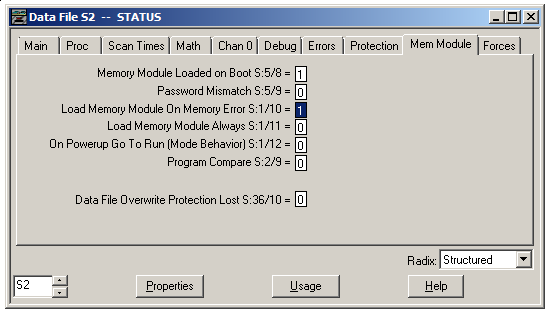 Data File S2 -- STATUS
Main Proc Scan Times Math Chan 0 Debug Errors Protection Mem Module Forces
Memory Module Loaded on Boot S:5/8 = 1
Password Mismatch S:5/9 = 0
Load Memory Module On Memory Error S:1/10 = 1
Load Memory Module Always S:1/11 = 0
On Powerup Go To Run (Mode Behavior) S:1/12 = 0
Program Compare S:2/9 = 0
Data File Overwrite Protection Lost S:36/10 = 0
Radix: Structured
S2 Properties Usage Help